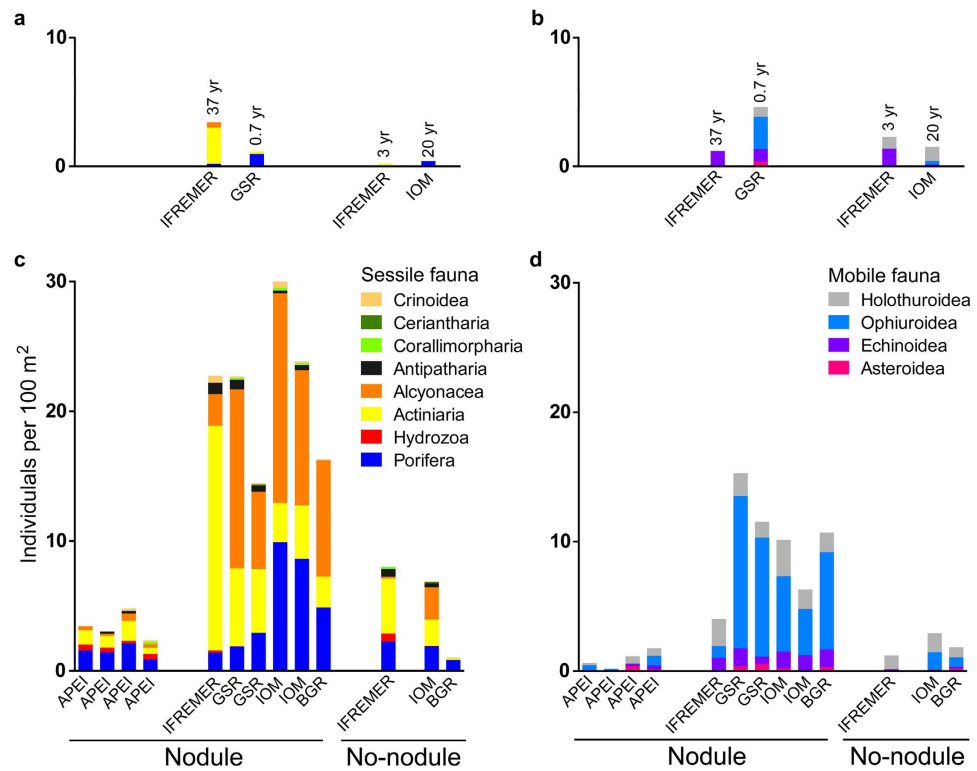 a
10
0
37 yr
0.7 yr
3 yr
20 yr
IFREMER
GSR
IFREMER
IOM
b
10
0
37 yr
0.7 yr
3 yr
20 yr
IFREMER
GSR
IFREMER
IOM
c
Individulals per 100 m²
30
20
10
0
Sessile fauna
Crinoidea
Ceriantharia
Corallimorpharia
Antipatharia
Alcyonacea
Actiniaria
Hydrozoa
Porifera
APEI
APEI
APEI
APEI
IFREMER
GSR
GSR
IOM
IOM
BGR
IFREMER
IOM
BGR
Nodule
No-nodule
d
30
20
10
0
Mobile fauna
Holothuroidea
Ophiuroidea
Echinoidea
Asteroidea
APEI
APEI
APEI
APEI
IFREMER
GSR
GSR
IOM
IOM
BGR
IFREMER
IOM
BGR
Nodule
No-nodule